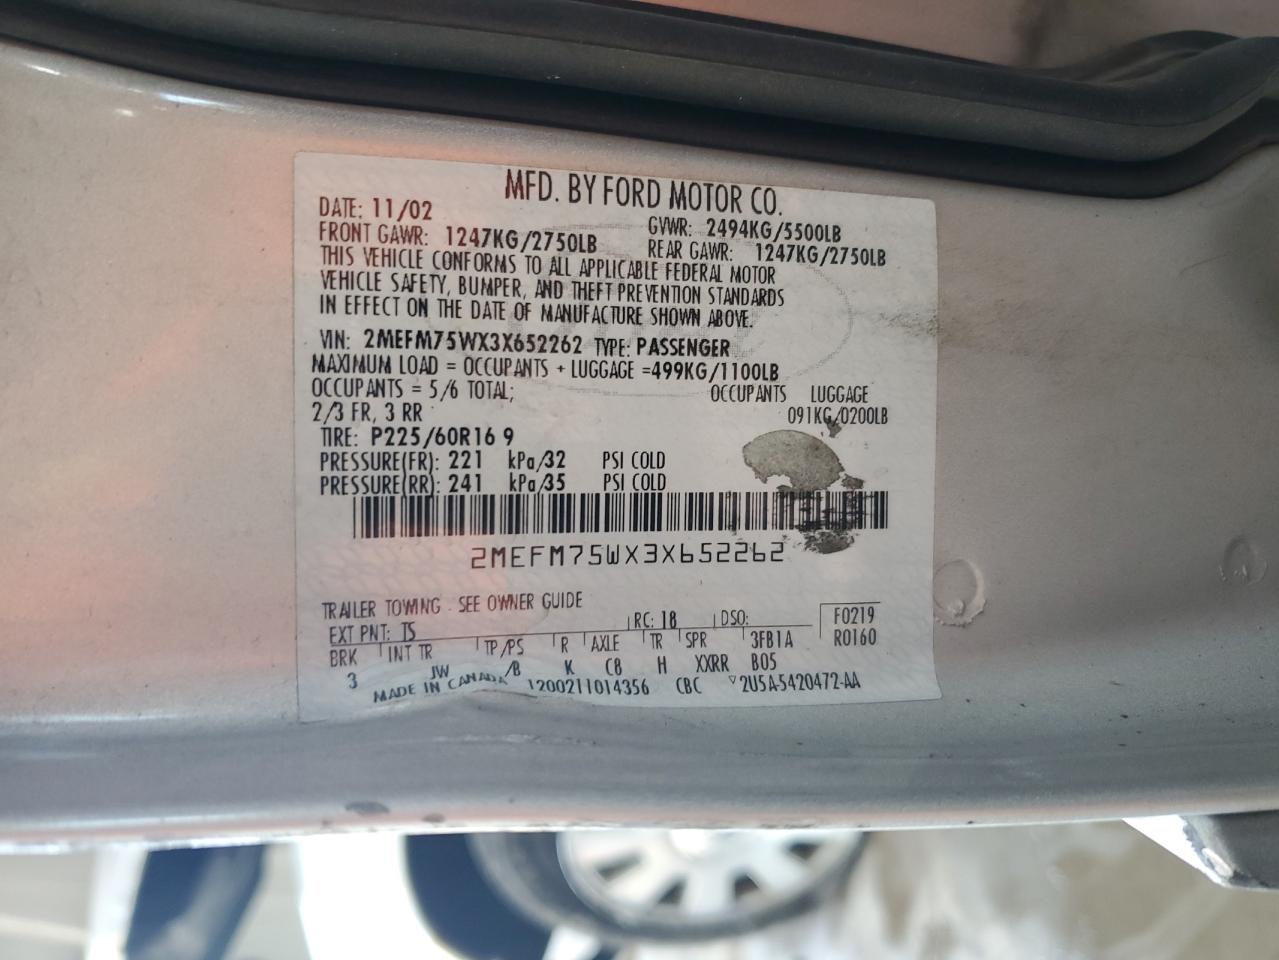 MFD. BY FORD MOTOR CO.
DATE: 11/02 GVWR: 2494KG/5500LB
FRONT GAWR: 1247KG/2750LB REAR GAWR: 1247KG/2750LB
THIS VEHICLE CONFORMS TO ALL APPLICABLE FEDERAL MOTOR
VEHICLE SAFETY, BUMPER, AND THEFT PREVENTION STANDARDS
IN EFFECT ON THE DATE OF MANUFACTURE SHOWN ABOVE.
VIN: 2MEFM75WX3X652262 TYPE: PASSENGER
MAXIMUM LOAD = OCCUPANTS + LUGGAGE =499KG/1100LB
OCCUPANTS = 5/6 TOTAL; OCCUPANTS LUGGAGE
2/3 FR, 3 RR 091KG/0200LB
TIRE: P225/60R16 9
PRESSURE(FR): 221 kPa/32 PSI COLD
PRESSURE(RR): 241 kPa/35 PSI COLD
2MEFM75WX3X652262
TRAILER TOWING - SEE OWNER GUIDE
EXT PNT: TS RC: 18 DSO: F0219
BRK INT TR TP/PS R AXLE TR SPR 3FB1A R0160
3 JW /B K C8 H XXRR B05
MADE IN CANADA 1200211014356 CBC 2U5A-5420472-AA